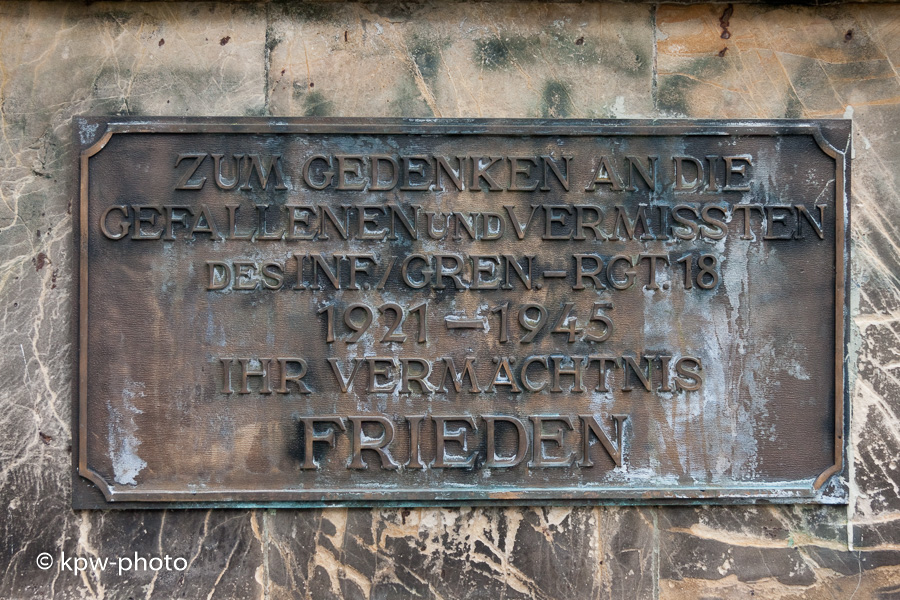 ZUM GEDENKEN AN DIE
GEFALLENEN UND VERMISSTEN
DES INF./GREN.-RGT. 18
1921 – 1945
IHR VERMÄCHTNIS
FRIEDEN
© kpw-photo